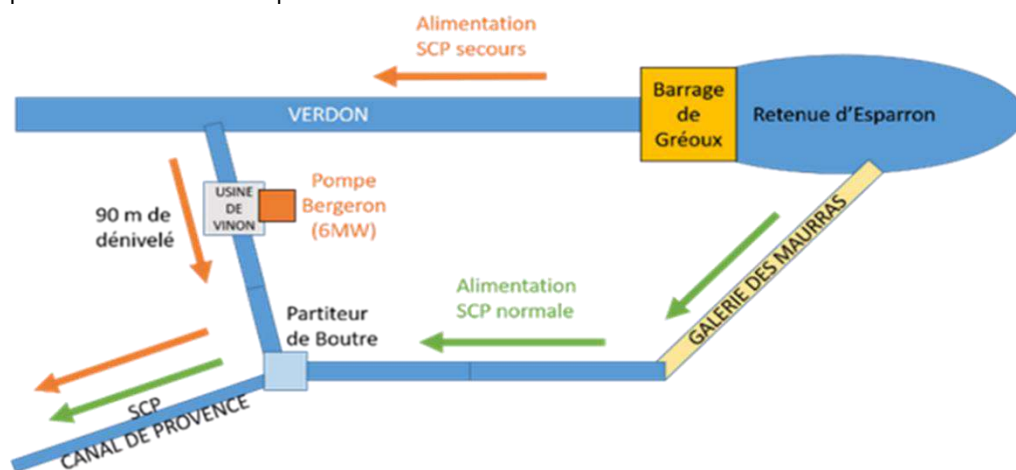 Alimentation
SCP secours
VERDON
Barrage
de
Gréoux
Retenue d'Esparron
USINE
DE
VINON
Pompe
Bergeron
(6MW)
90 m de
dénivelé
GALERIE DES MAURRAS
Alimentation
SCP normale
Partiteur
de Boutre
SCP
CANAL DE PROVENCE